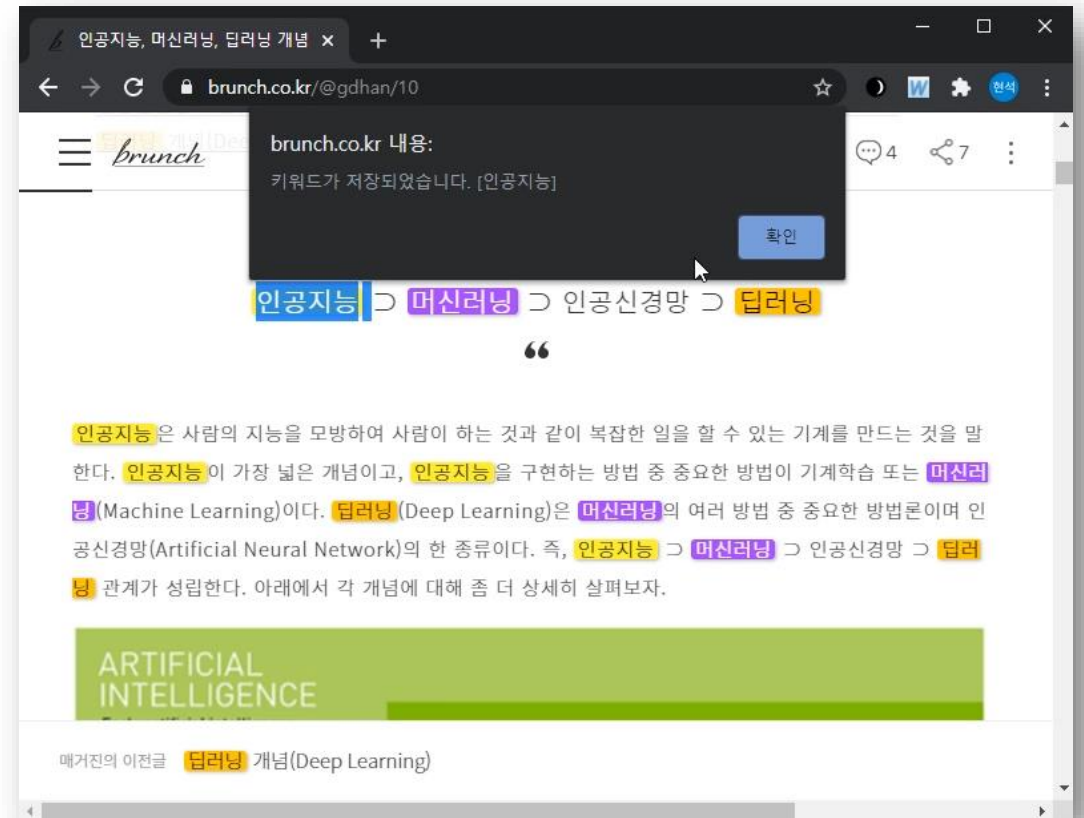 인공지능, 머신러닝, 딥러닝 개념
brunch.co.kr/@gdhan/10
현석
brunch
4
7
brunch.co.kr 내용:
키워드가 저장되었습니다. [인공지능]
확인
인공지능 ⊃ 머신러닝 ⊃ 인공신경망 ⊃ 딥러닝
❝
인공지능은 사람의 지능을 모방하여 사람이 하는 것과 같이 복잡한 일을 할 수 있는 기계를 만드는 것을 말
한다. 인공지능이 가장 넓은 개념이고, 인공지능을 구현하는 방법 중 중요한 방법이 기계학습 또는 머신러
닝(Machine Learning)이다. 딥러닝(Deep Learning)은 머신러닝의 여러 방법 중 중요한 방법론이며 인
공신경망(Artificial Neural Network)의 한 종류이다. 즉, 인공지능 ⊃ 머신러닝 ⊃ 인공신경망 ⊃ 딥러
닝 관계가 성립한다. 아래에서 각 개념에 대해 좀 더 상세히 살펴보자.
ARTIFICIAL
INTELLIGENCE
매거진의 이전글 딥러닝 개념(Deep Learning)